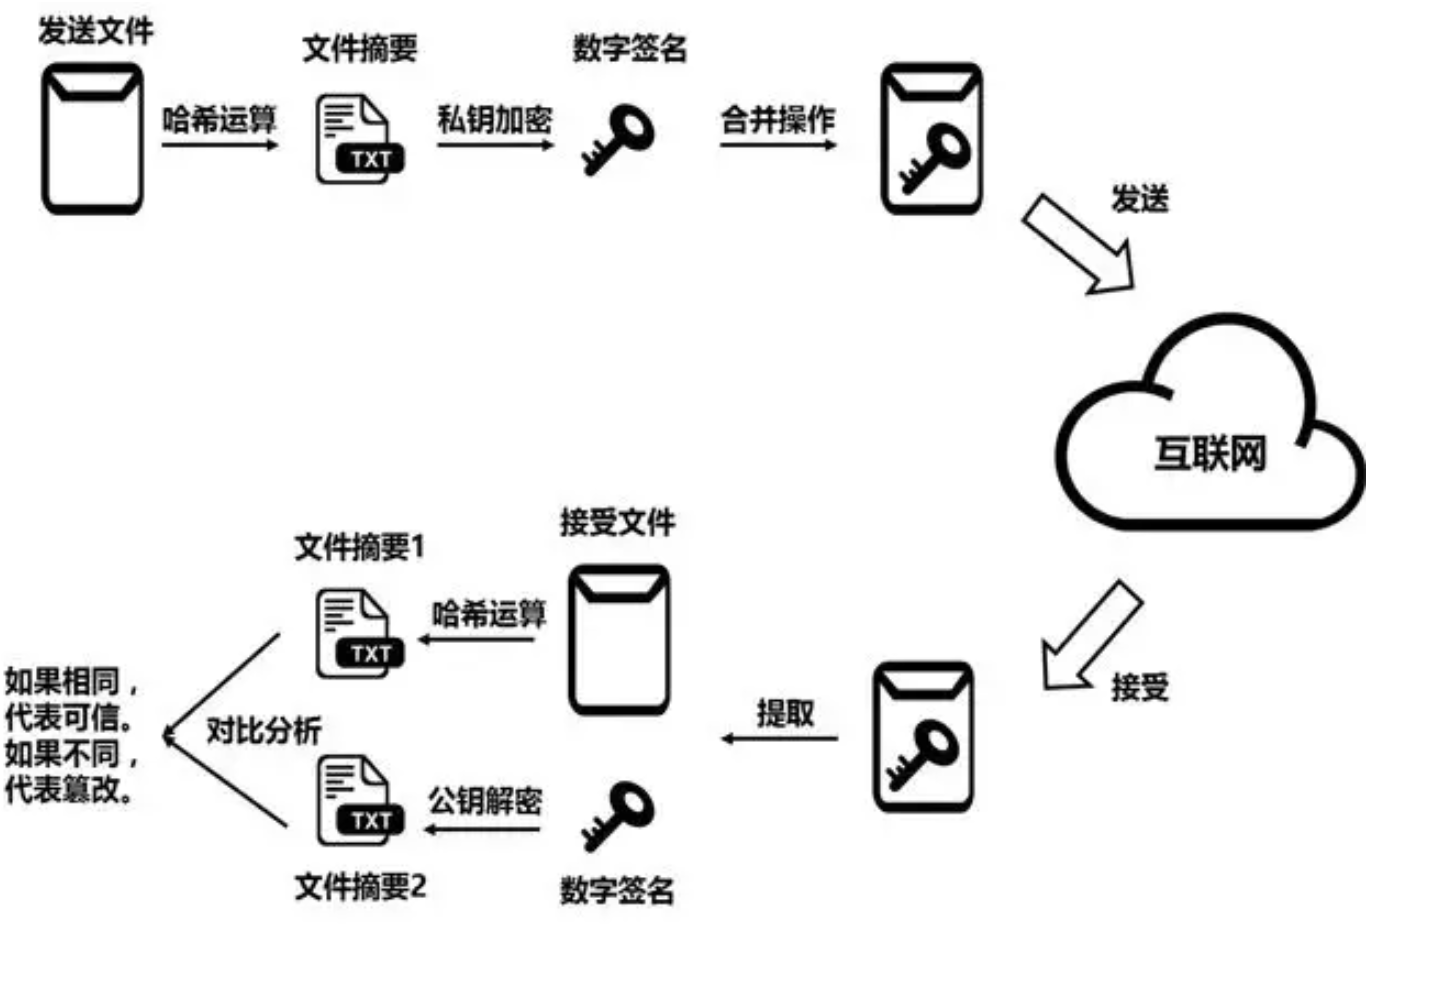 发送文件
文件摘要
数字签名
哈希运算
私钥加密
合并操作
TXT
发送
互联网
接受
提取
接受文件
哈希运算
文件摘要1
TXT
数字签名
公钥解密
TXT
文件摘要2
对比分析
如果相同，
代表可信。
如果不同，
代表篡改。